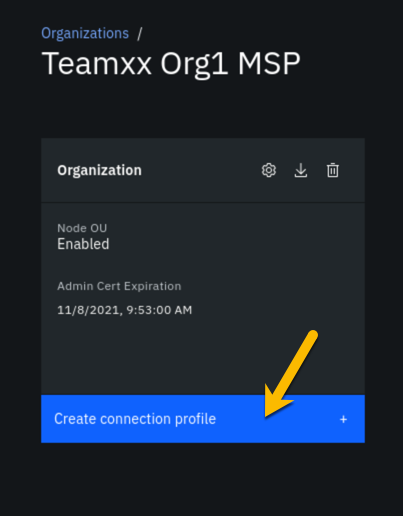 Organizations /
Teamxx Org1 MSP
Organization
Node OU
Enabled
Admin Cert Expiration
11/8/2021, 9:53:00 AM
Create connection profile +